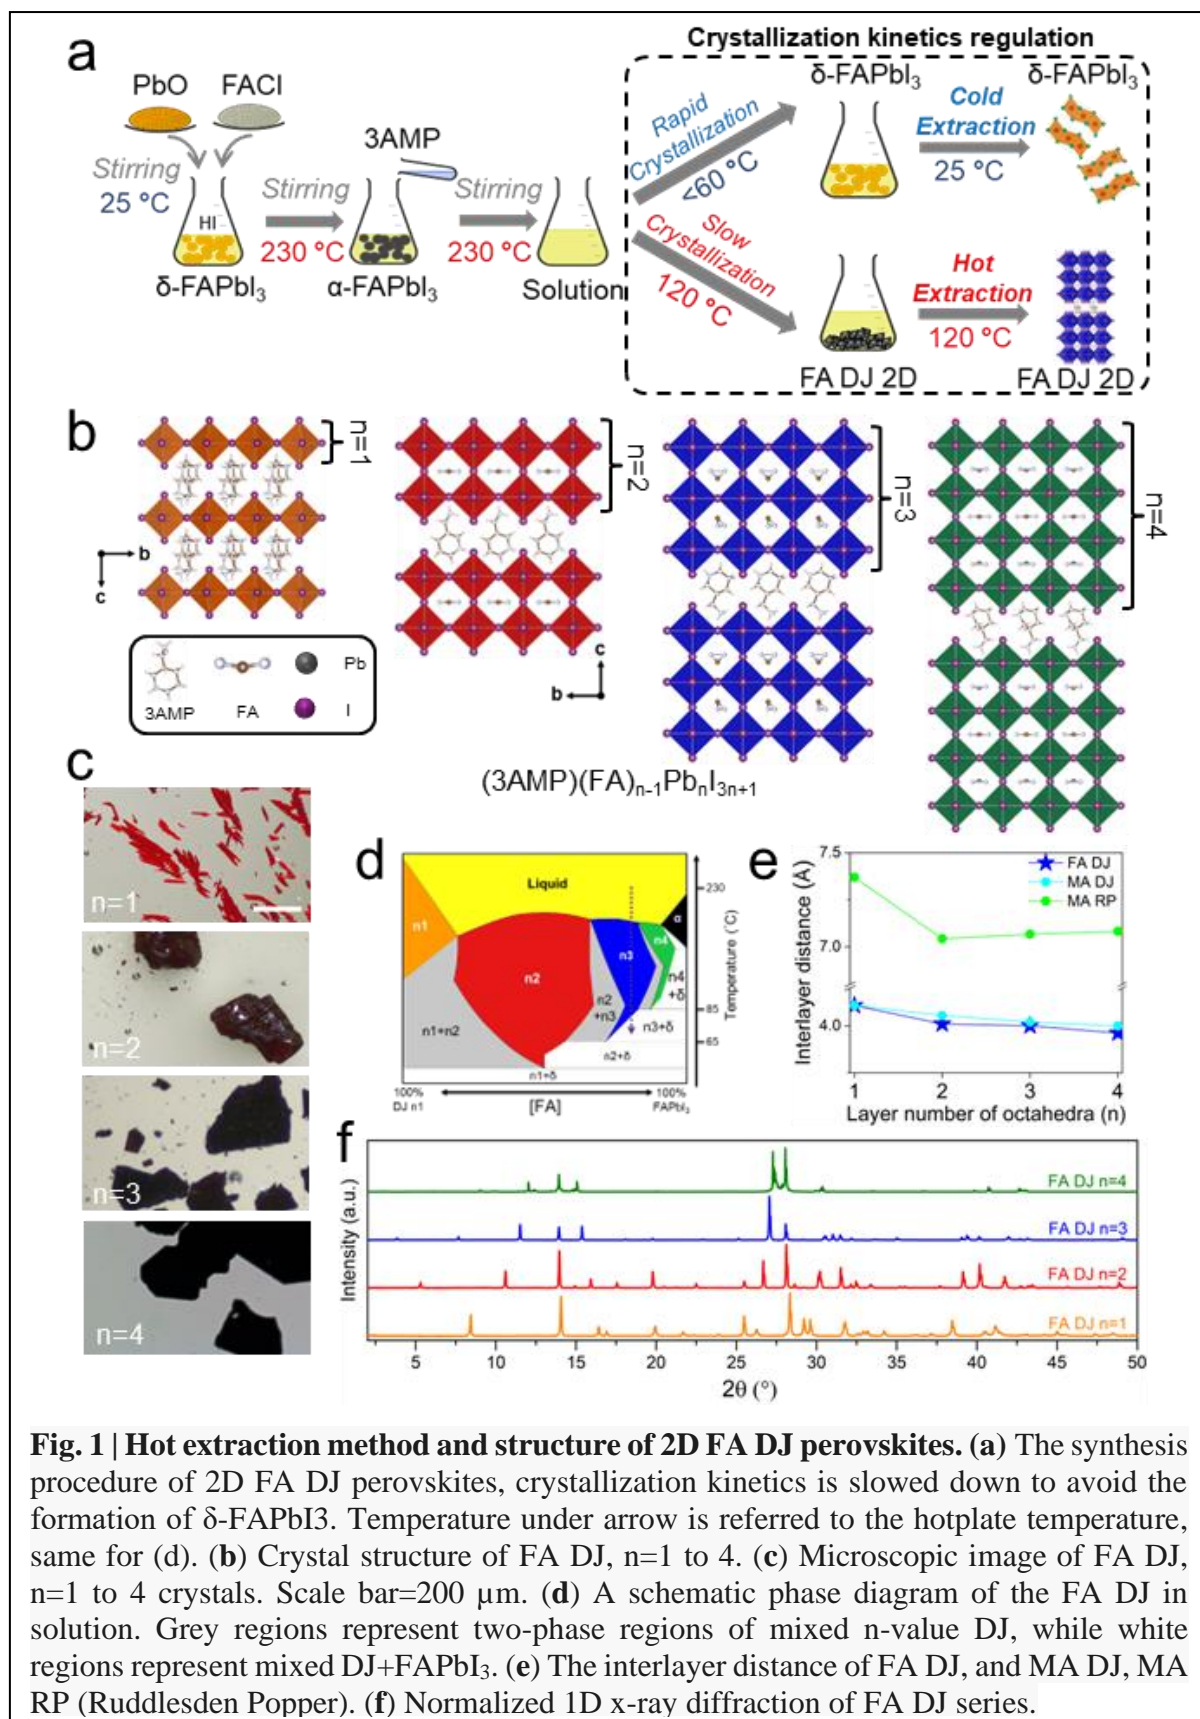 a
Crystallization kinetics regulation
PbO
FACl
Stirring
25 °C
HI
δ-FAPbI3
Stirring
230 °C
α-FAPbI3
3AMP
Stirring
230 °C
Solution
Rapid
Crystallization
<60 °C
δ-FAPbI3
Cold
Extraction
25 °C
δ-FAPbI3
Slow
Crystallization
120 °C
FA DJ 2D
Hot
Extraction
120 °C
FA DJ 2D
b
n=1
n=2
n=3
n=4
b
c
c
b
3AMP
FA
Pb
I
(3AMP)(FA)n-1PbnI3n+1
c
n=1
n=2
n=3
n=4
d
Liquid
n1
n2
n3
n4
α
n1+n2
n2
+n3
n4
+δ
n3+δ
n2+δ
n1+δ
230
85
65
Temperature (°C)
100%
DJ n1
[FA]
100%
FAPbI3
e
7.5
7.0
4.0
Interlayer distance (A)
FA DJ
MA DJ
MA RP
1 2 3 4
Layer number of octahedra (n)
f
Intensity (a.u.)
FA DJ n=4
FA DJ n=3
FA DJ n=2
FA DJ n=1
5 10 15 20 25 30 35 40 45 50
2θ (°)
Fig. 1 | Hot extraction method and structure of 2D FA DJ perovskites. (a) The synthesis
procedure of 2D FA DJ perovskites, crystallization kinetics is slowed down to avoid the
formation of δ-FAPbI3. Temperature under arrow is referred to the hotplate temperature,
same for (d). (b) Crystal structure of FA DJ, n=1 to 4. (c) Microscopic image of FA DJ,
n=1 to 4 crystals. Scale bar=200 µm. (d) A schematic phase diagram of the FA DJ in
solution. Grey regions represent two-phase regions of mixed n-value DJ, while white
regions represent mixed DJ+FAPbI3. (e) The interlayer distance of FA DJ, and MA DJ, MA
RP (Ruddlesden Popper). (f) Normalized 1D x-ray diffraction of FA DJ series.